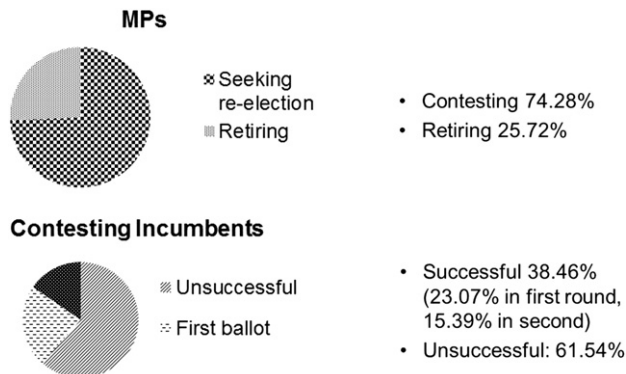 MPs
Seeking
re-election
Retiring
• Contesting 74.28%
• Retiring 25.72%
Contesting Incumbents
Unsuccessful
First ballot
• Successful 38.46%
(23.07% in first round,
15.39% in second)
• Unsuccessful: 61.54%